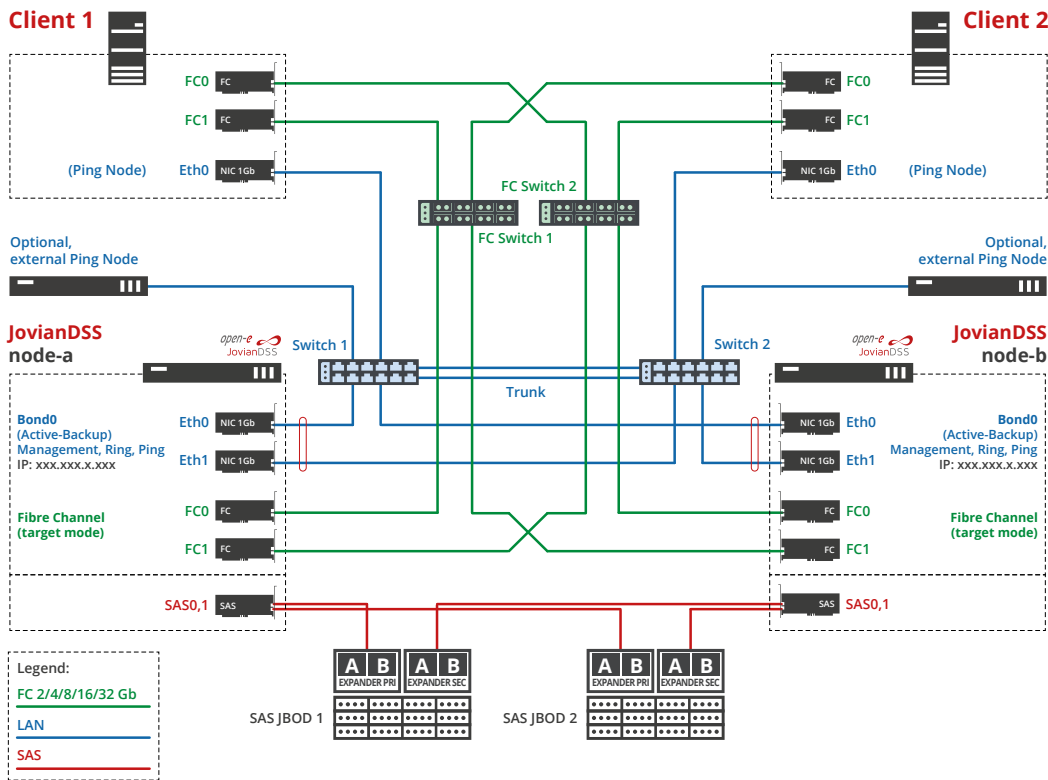 Client 1
Client 2
FC0
FC
FC
FC0
FC1
FC
FC
FC1
(Ping Node)
Eth0
NIC 1Gb
NIC 1Gb
Eth0
(Ping Node)
FC Switch 2
FC Switch 1
Optional,
external Ping Node
Optional,
external Ping Node
JovianDSS
node-a
open-e
JovianDSS
Switch 1
Switch 2
open-e
JovianDSS
JovianDSS
node-b
Trunk
Bond0
(Active-Backup)
Management, Ring, Ping
IP: xxx.xxx.x.xxx
Eth0
NIC 1Gb
Eth1
NIC 1Gb
NIC 1Gb
Eth0
NIC 1Gb
Eth1
Bond0
(Active-Backup)
Management, Ring, Ping
IP: xxx.xxx.x.xxx
Fibre Channel
(target mode)
FC0
FC
FC1
FC
FC
FC0
FC
FC1
Fibre Channel
(target mode)
SAS0,1
SAS
SAS
SAS0,1
A B
EXPANDER PRI
A B
EXPANDER SEC
A B
EXPANDER PRI
A B
EXPANDER SEC
SAS JBOD 1
SAS JBOD 2
Legend:
FC 2/4/8/16/32 Gb
LAN
SAS